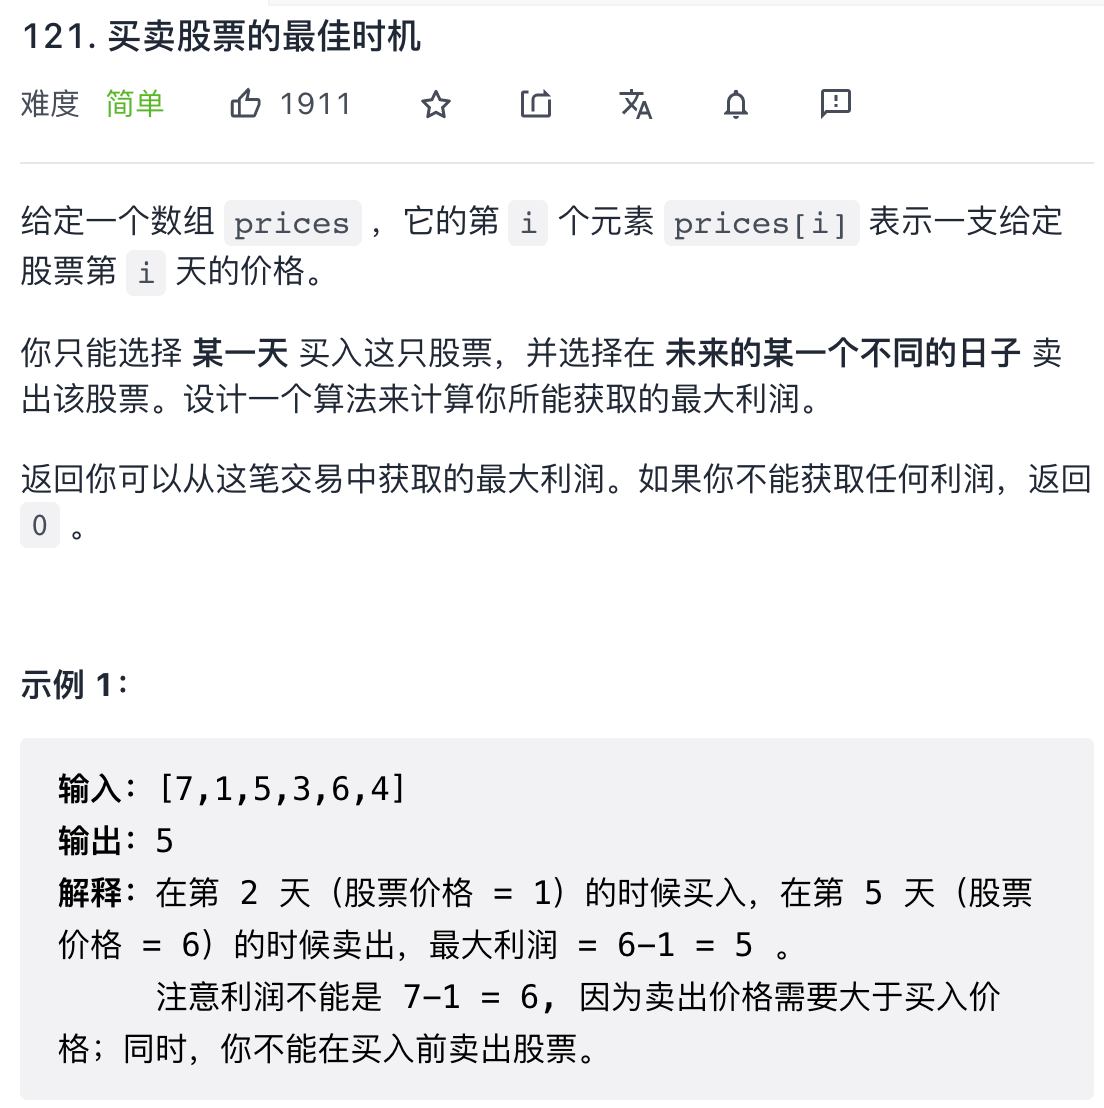 121. 买卖股票的最佳时机
难度 简单 1911
给定一个数组 prices ，它的第 i 个元素 prices[i] 表示一支给定
股票第 i 天的价格。
你只能选择 某一天 买入这只股票，并选择在 未来的某一个不同的日子 卖
出该股票。设计一个算法来计算你所能获取的最大利润。
返回你可以从这笔交易中获取的最大利润。如果你不能获取任何利润，返回
0 。
示例 1：
输入：[7,1,5,3,6,4]
输出：5
解释：在第 2 天（股票价格 = 1）的时候买入，在第 5 天（股票
价格 = 6）的时候卖出，最大利润 = 6-1 = 5 。
注意利润不能是 7-1 = 6, 因为卖出价格需要大于买入价
格；同时，你不能在买入前卖出股票。